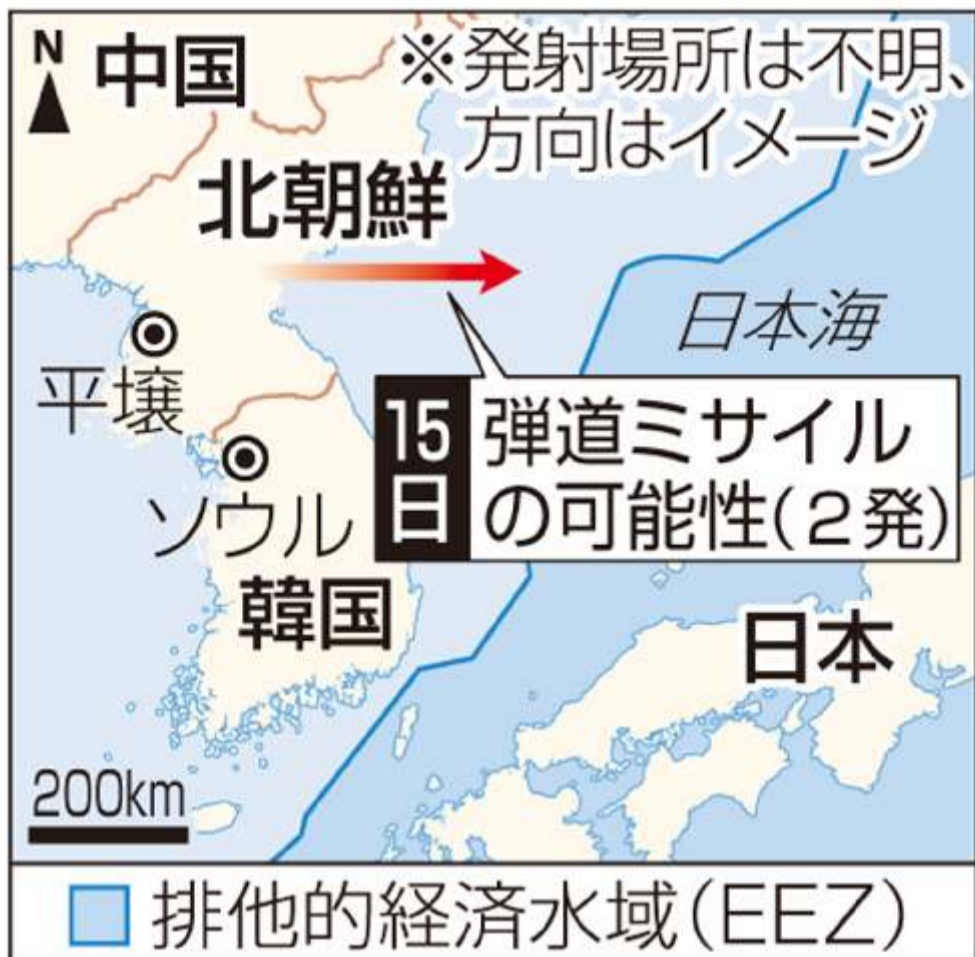 N
中国
※発射場所は不明、
方向はイメージ
北朝鮮
日本海
平壌
15日
弾道ミサイル
の可能性(2発)
ソウル
韓国
日本
200km
排他的経済水域(EEZ)